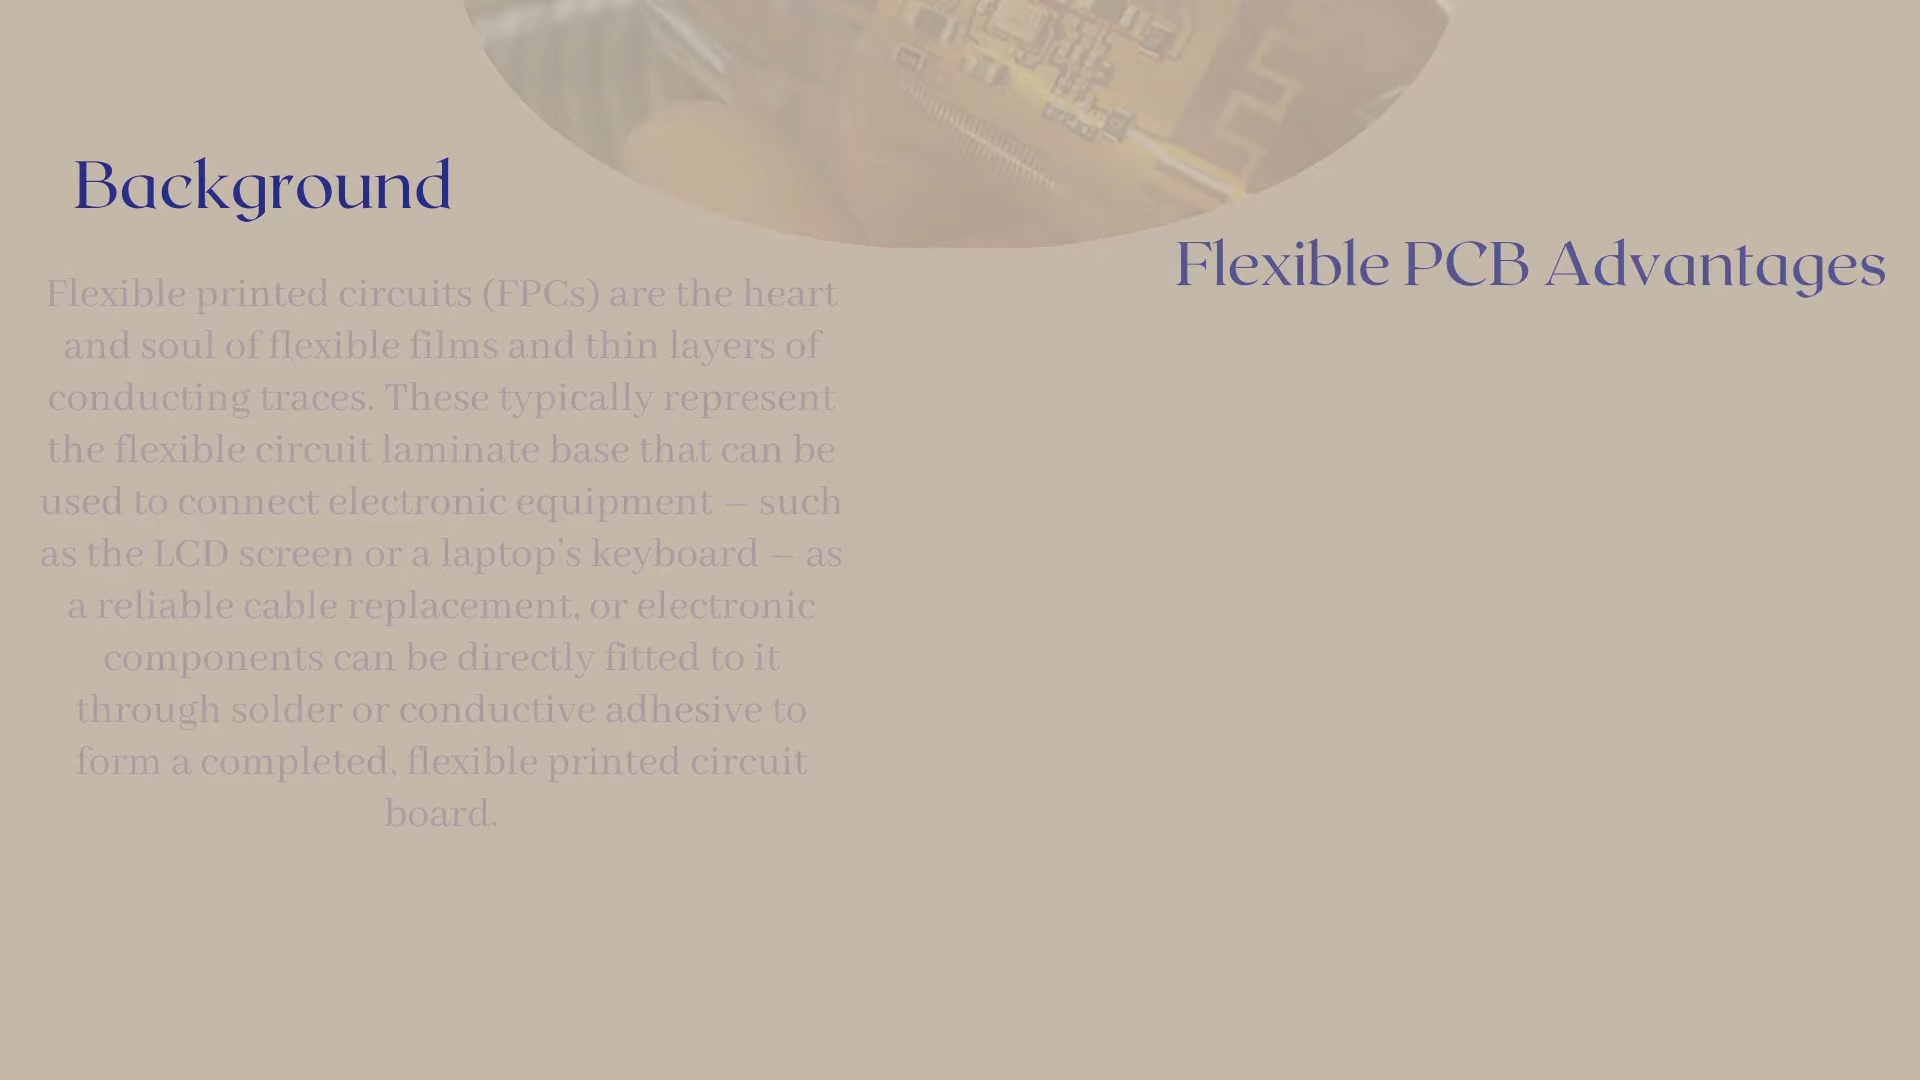 Background
Flexible printed circuits (FPCs) are the heart
and soul of flexible films and thin layers of
conducting traces. These typically represent
the flexible circuit laminate base that can be
used to connect electronic equipment – such
as the LCD screen or a laptop’s keyboard – as
a reliable cable replacement, or electronic
components can be directly fitted to it
through solder or conductive adhesive to
form a completed, flexible printed circuit
board.
Flexible PCB Advantages